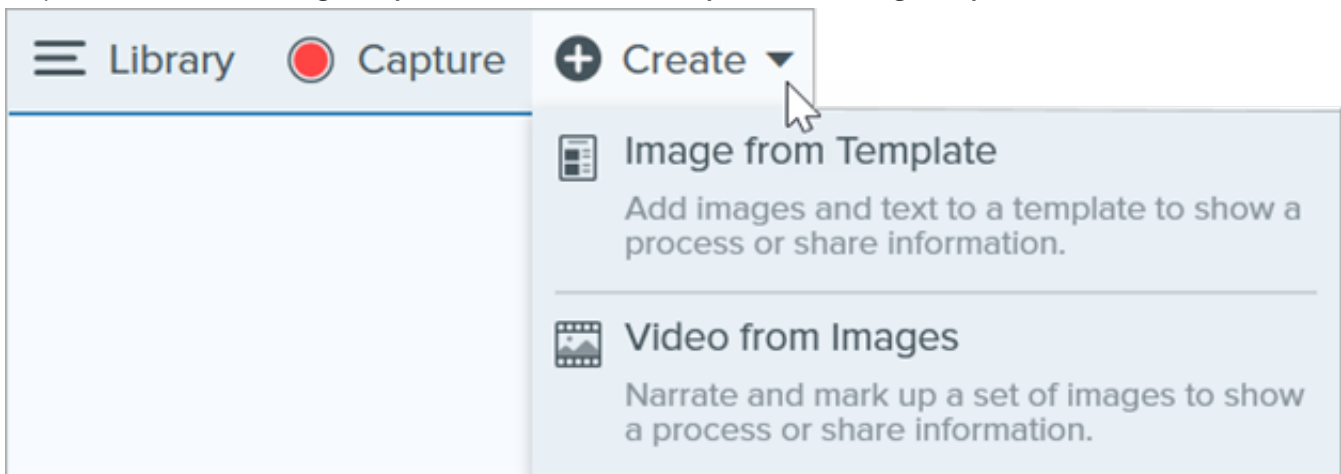 Library Capture Create
Image from Template
Add images and text to a template to show a
process or share information.
Video from Images
Narrate and mark up a set of images to show
a process or share information.